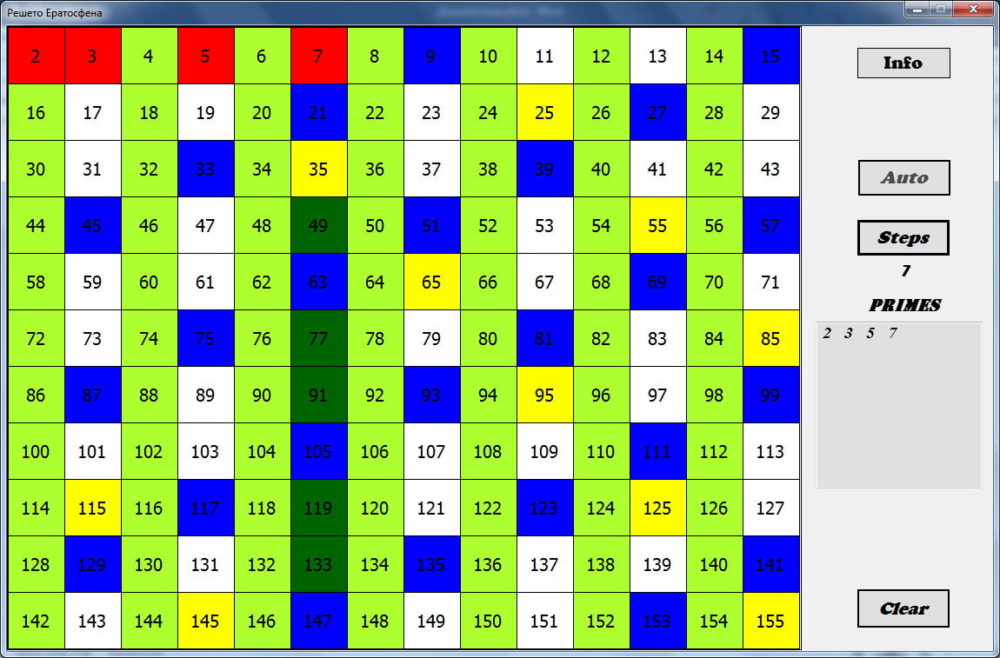 Решето Ератосфена
2 3 4 5 6 7 8 9 10 11 12 13 14 15
Info
16 17 18 19 20 21 22 23 24 25 26 27 28 29
30 31 32 33 34 35 36 37 38 39 40 41 42 43
Auto
44 45 46 47 48 49 50 51 52 53 54 55 56 57
Steps
58 59 60 61 62 63 64 65 66 67 68 69 70 71
7
PRIMES
72 73 74 75 76 77 78 79 80 81 82 83 84 85
2 3 5 7
86 87 88 89 90 91 92 93 94 95 96 97 98 99
100 101 102 103 104 105 106 107 108 109 110 111 112 113
114 115 116 117 118 119 120 121 122 123 124 125 126 127
128 129 130 131 132 133 134 135 136 137 138 139 140 141
142 143 144 145 146 147 148 149 150 151 152 153 154 155
Clear